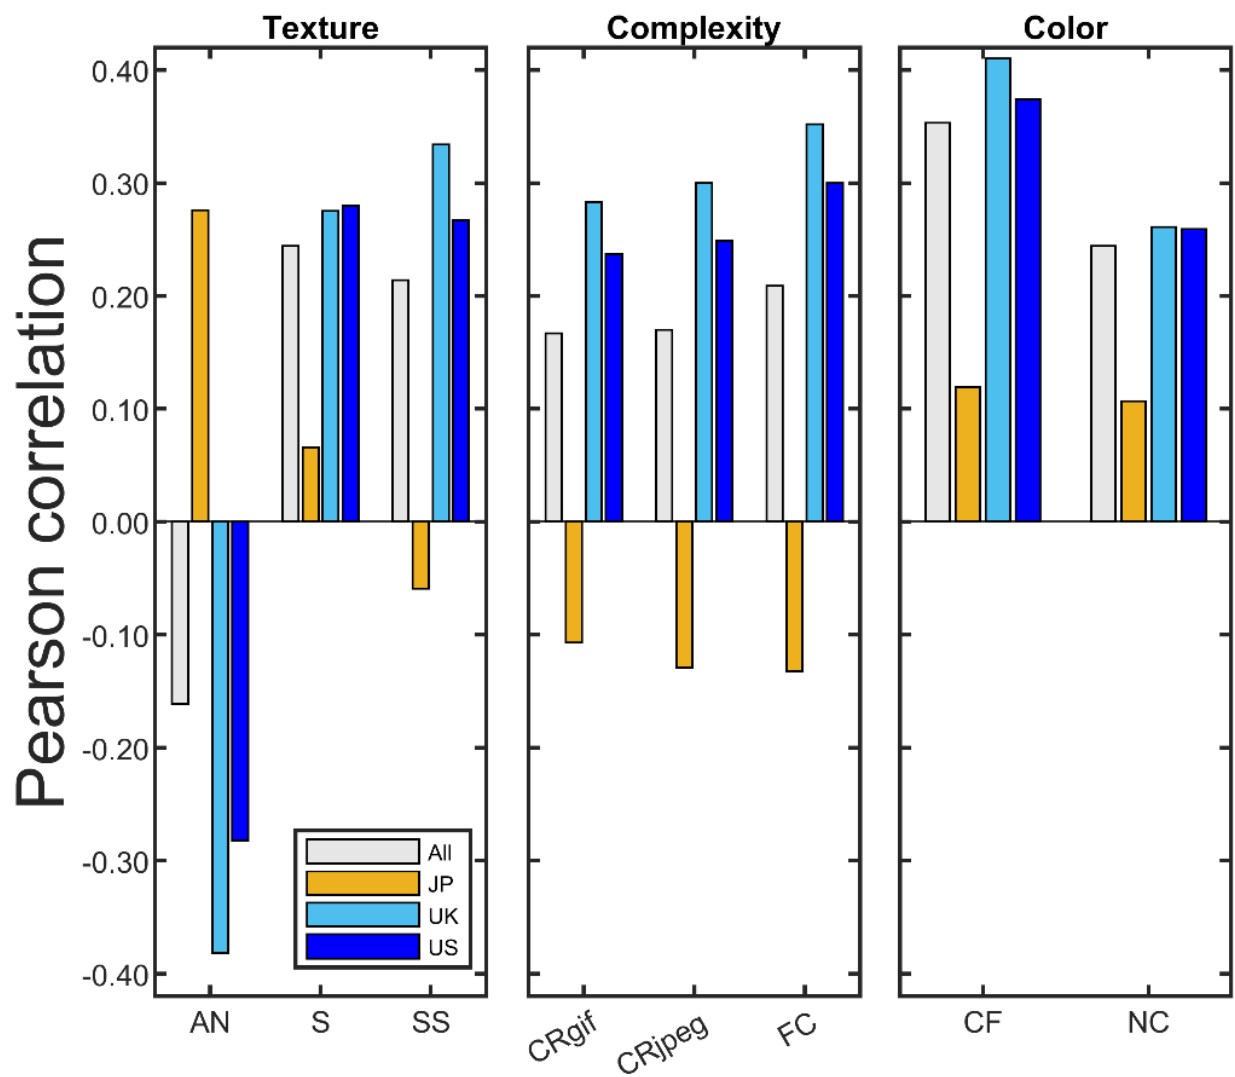 Texture
Complexity
Color
Pearson correlation
0.40
0.30
0.20
0.10
0.00
-0.10
-0.20
-0.30
-0.40
All
JP
UK
US
AN
S
SS
CRgif
CRjpeg
FC
CF
NC